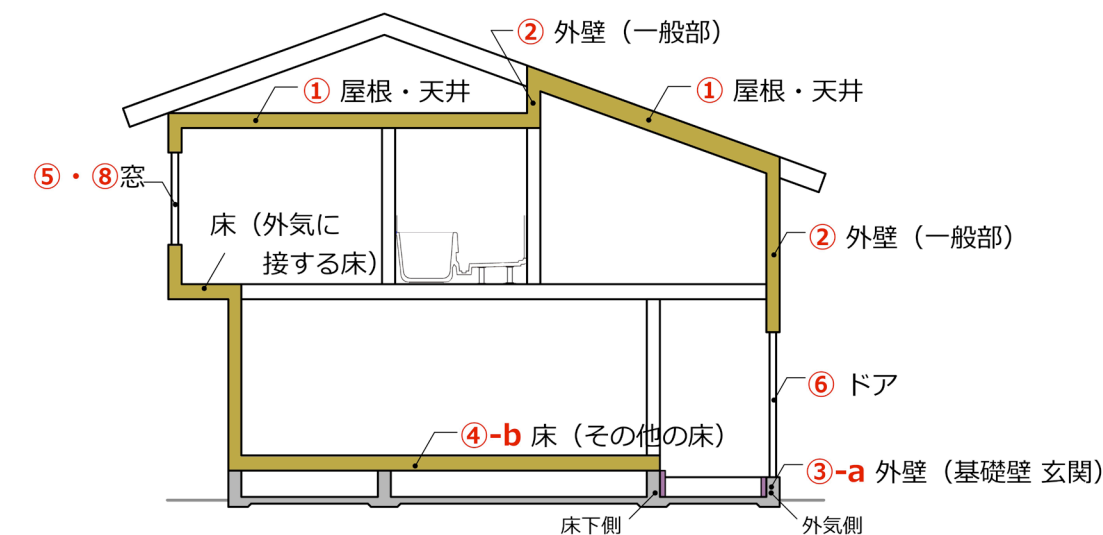 ② 外壁（一般部）
① 屋根・天井
① 屋根・天井
⑤・⑧窓
床（外気に
接する床）
② 外壁（一般部）
⑥ ドア
④-b 床（その他の床）
③-a 外壁（基礎壁 玄関）
床下側
外気側